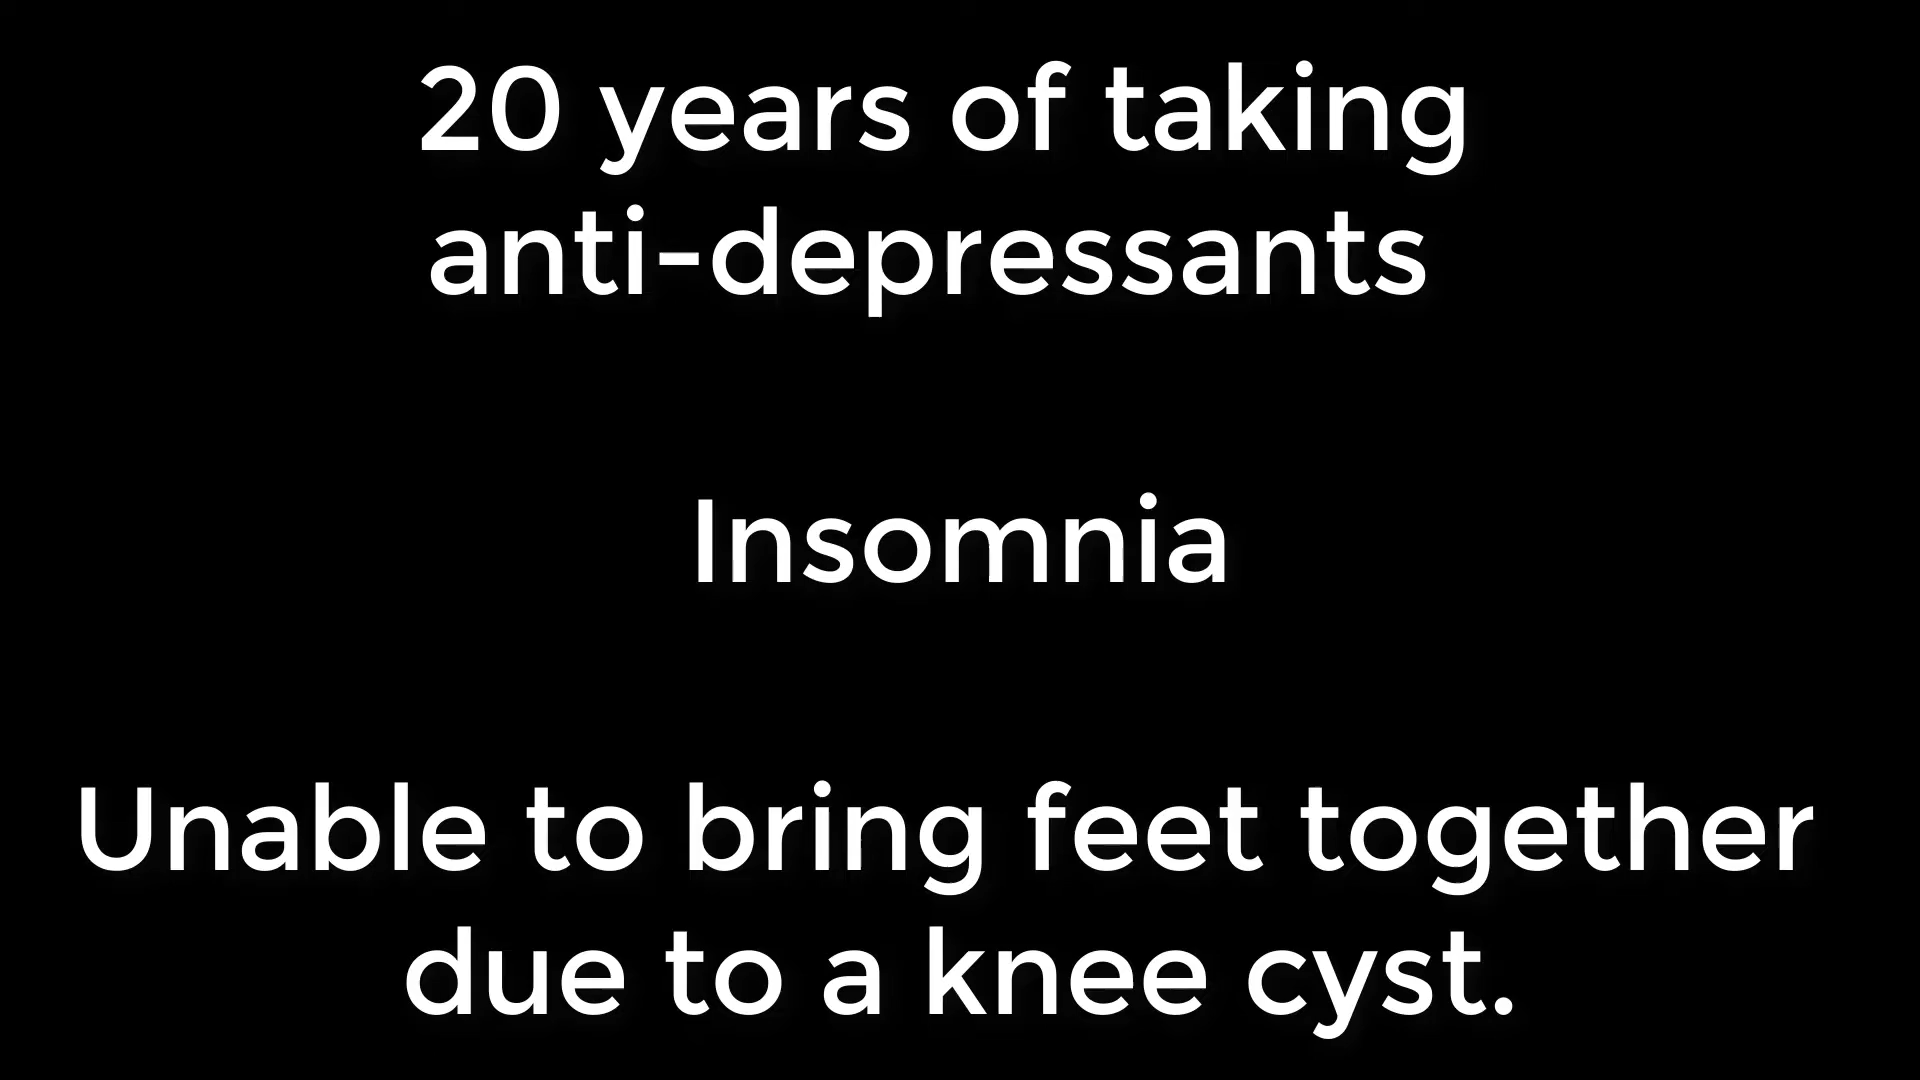 20 years of taking
anti-depressants
Insomnia
Unable to bring feet together
due to a knee cyst.